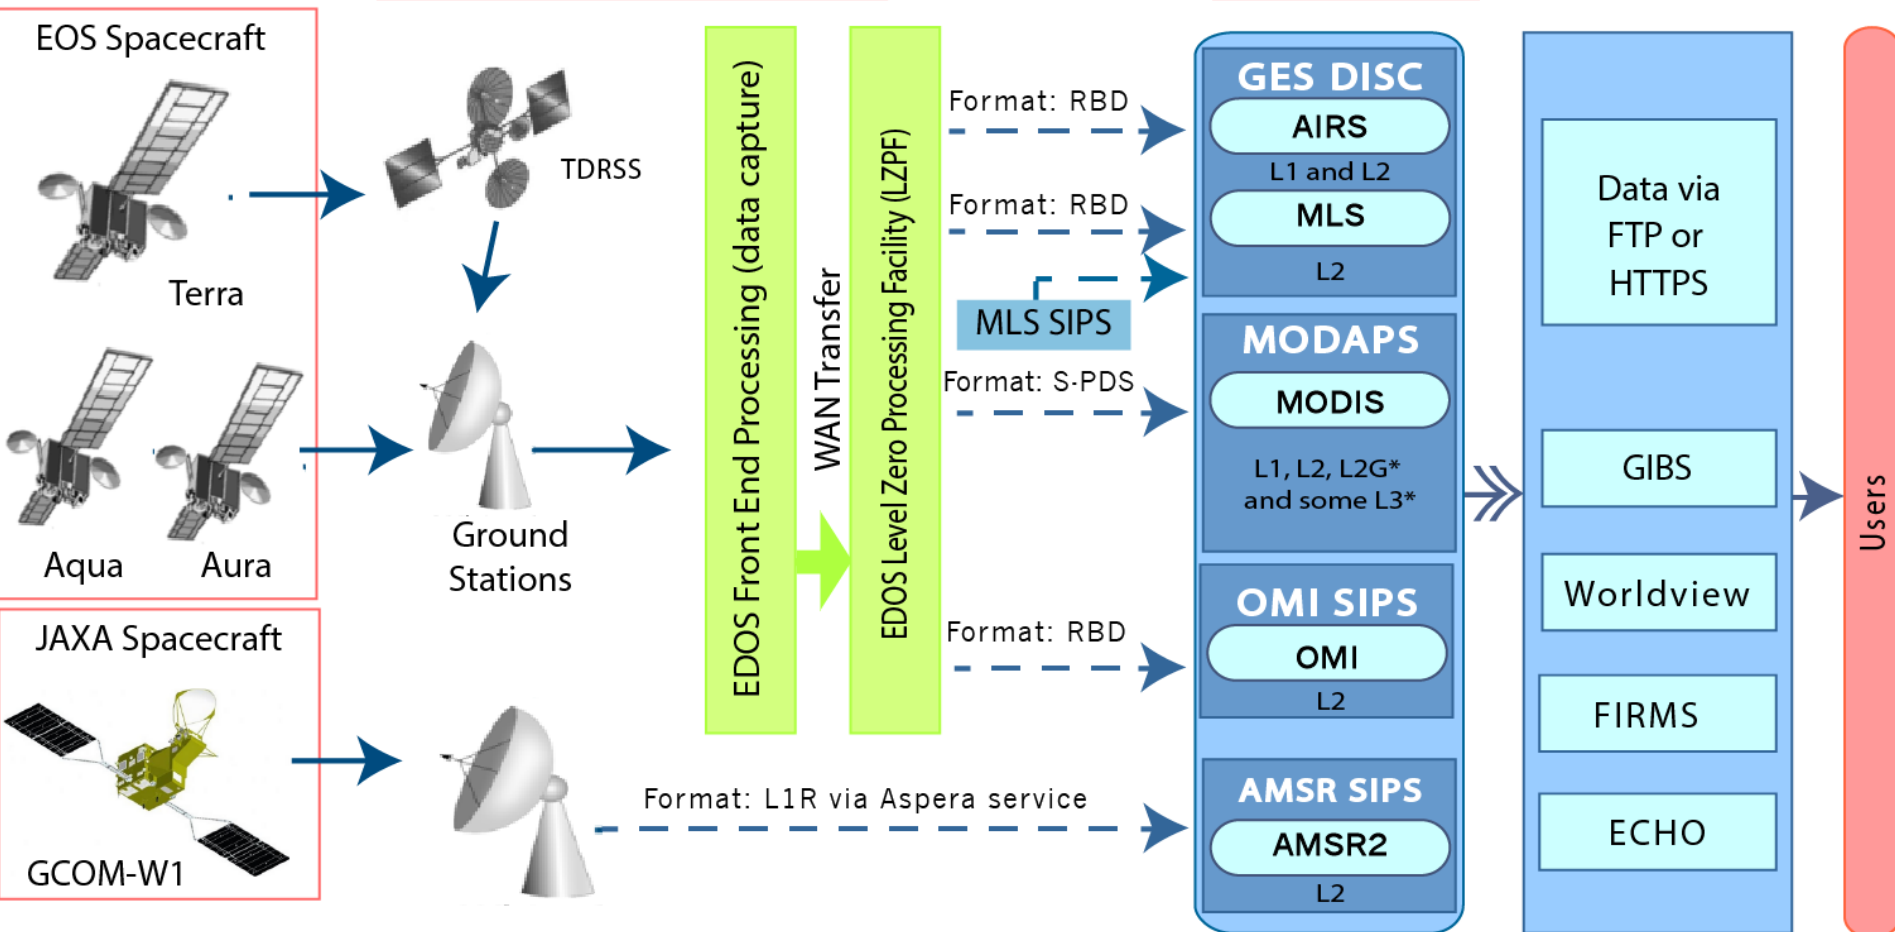 EOS Spacecraft
Terra
Aqua
Aura
JAXA Spacecraft
GCOM-W1
TDRSS
Ground
Stations
EDOS Front End Processing (data capture)
WAN Transfer
EDOS Level Zero Processing Facility (LZPF)
Format: RBD
Format: RBD
MLS SIPS
Format: S-PDS
Format: RBD
Format: L1R via Aspera service
GES DISC
AIRS
L1 and L2
MLS
L2
MODAPS
MODIS
L1, L2, L2G*
and some L3*
OMI SIPS
OMI
L2
AMSR SIPS
AMSR2
L2
Data via
FTP or
HTTPS
GIBS
Worldview
FIRMS
ECHO
Users